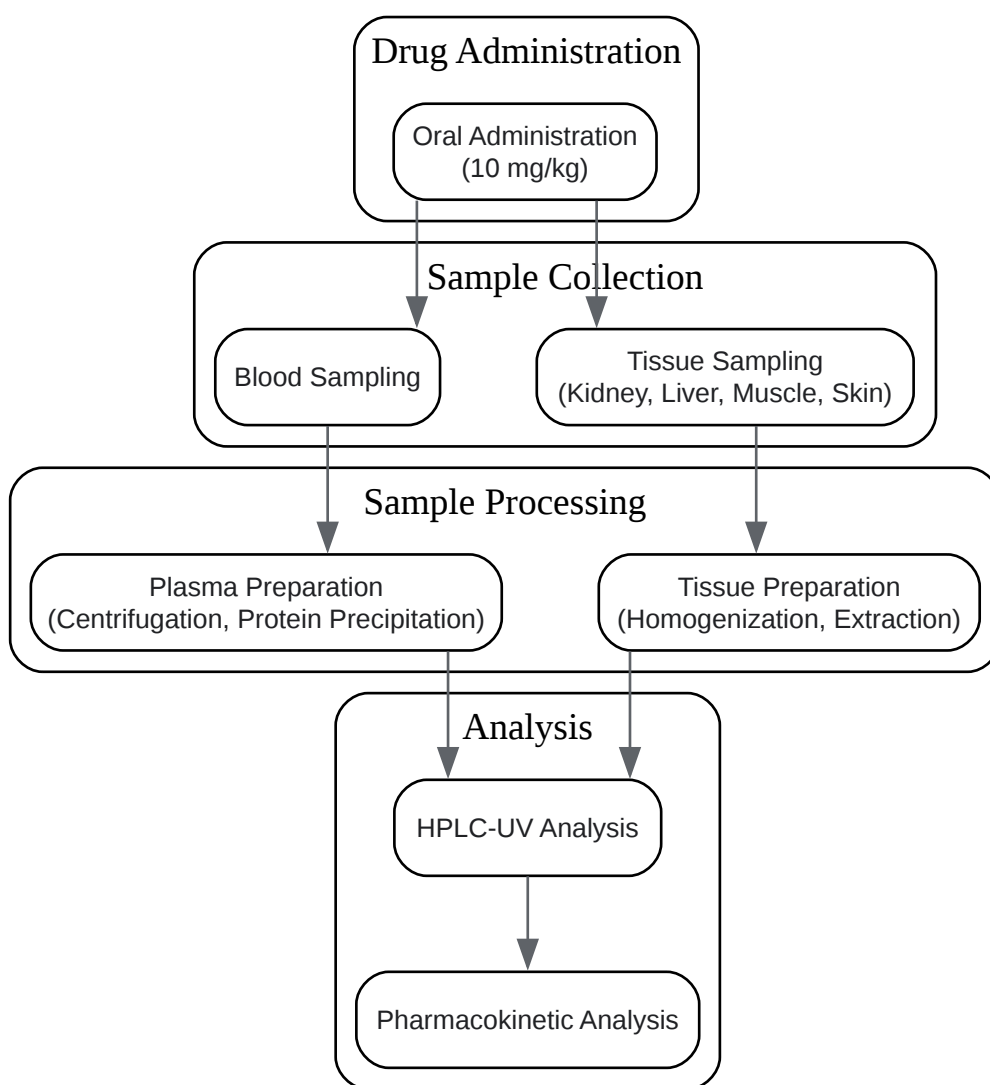 Drug Administration
Oral Administration
(10 mg/kg)
Sample Collection
Blood Sampling
Tissue Sampling
(Kidney, Liver, Muscle, Skin)
Sample Processing
Plasma Preparation
(Centrifugation, Protein Precipitation)
Tissue Preparation
(Homogenization, Extraction)
Analysis
HPLC-UV Analysis
Pharmacokinetic Analysis